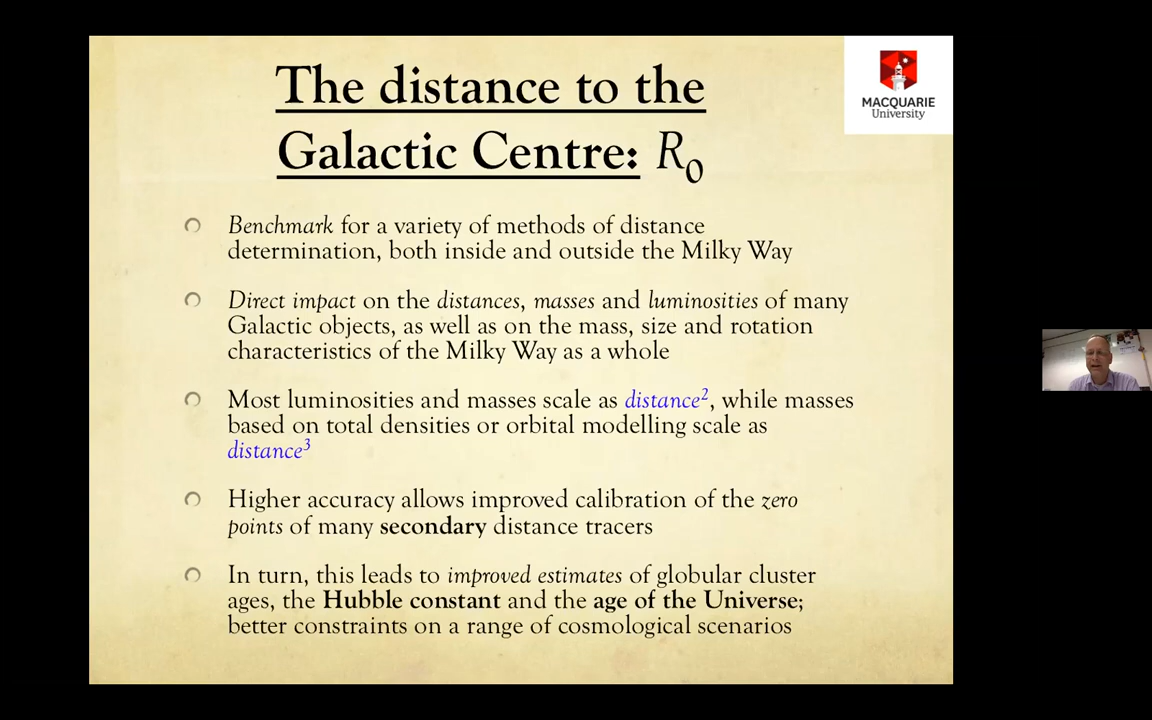 The distance to the
Galactic Centre: R0
MACQUARIE
University
Benchmark for a variety of methods of distance
determination, both inside and outside the Milky Way
Direct impact on the distances, masses and luminosities of many
Galactic objects, as well as on the mass, size and rotation
characteristics of the Milky Way as a whole
Most luminosities and masses scale as distance², while masses
based on total densities or orbital modelling scale as
distance³
Higher accuracy allows improved calibration of the zero
points of many secondary distance tracers
In turn, this leads to improved estimates of globular cluster
ages, the Hubble constant and the age of the Universe;
better constraints on a range of cosmological scenarios